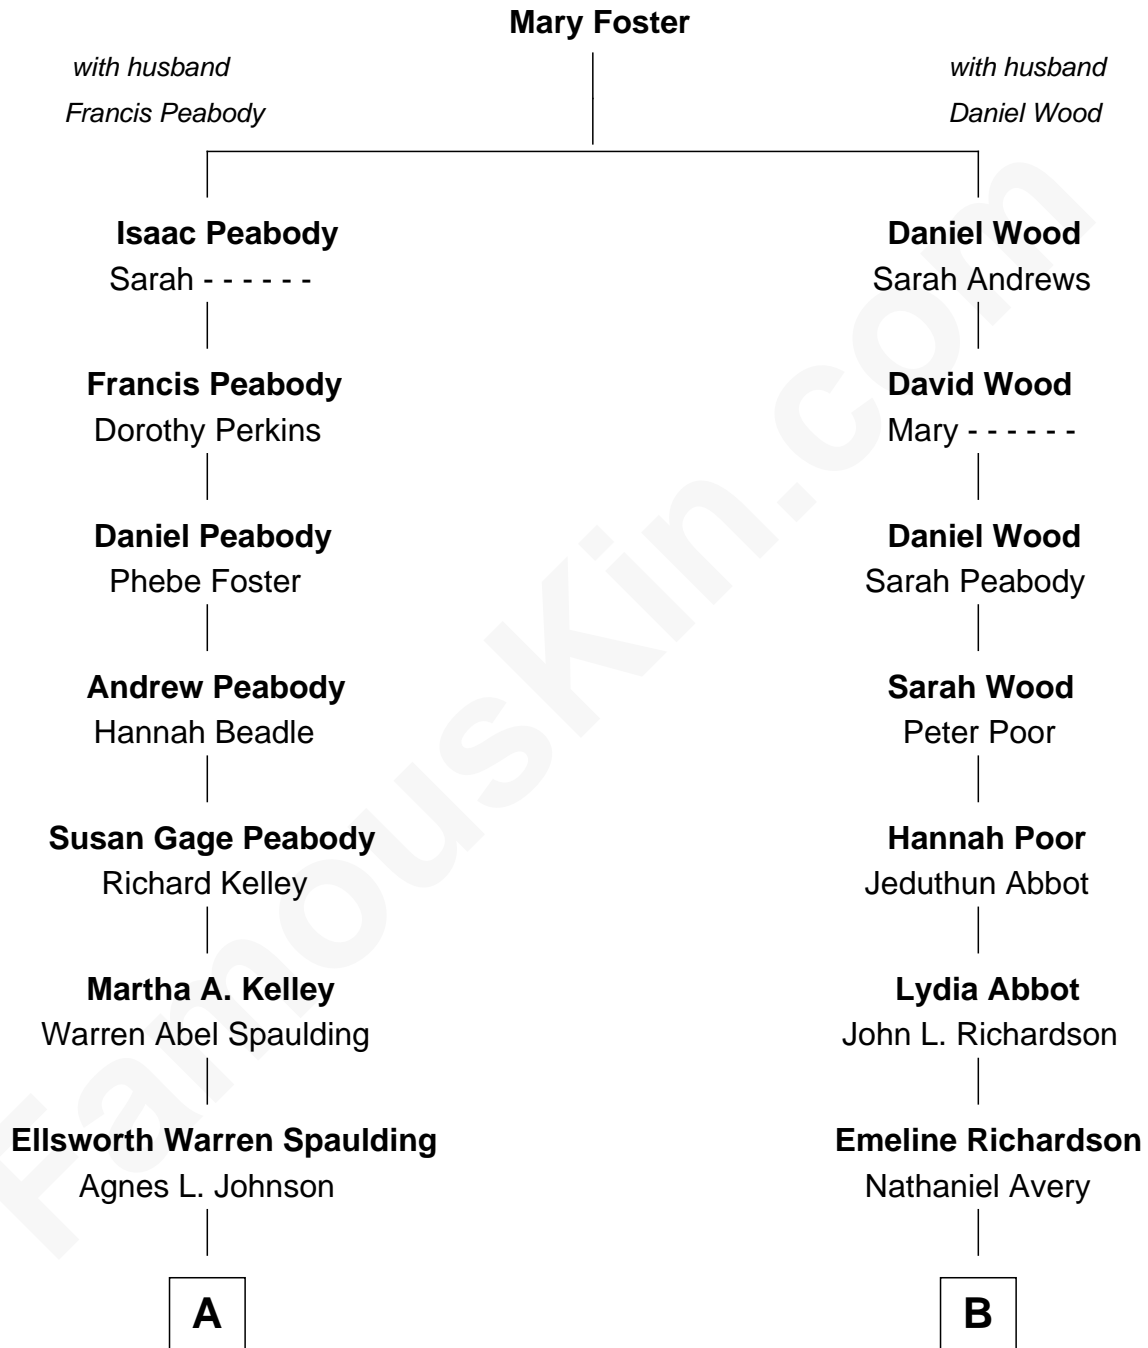 Mary Foster
with husband
Francis Peabody
with husband
Daniel Wood
Isaac Peabody
Sarah - - - - - -
Francis Peabody
Dorothy Perkins
Daniel Peabody
Phebe Foster
Andrew Peabody
Hannah Beadle
Susan Gage Peabody
Richard Kelley
Martha A. Kelley
Warren Abel Spaulding
Ellsworth Warren Spaulding
Agnes L. Johnson
A
Daniel Wood
Sarah Andrews
David Wood
Mary - - - - - -
Daniel Wood
Sarah Peabody
Sarah Wood
Peter Poor
Hannah Poor
Jeduthun Abbot
Lydia Abbot
John L. Richardson
Emeline Richardson
Nathaniel Avery
B
FamousKin.com